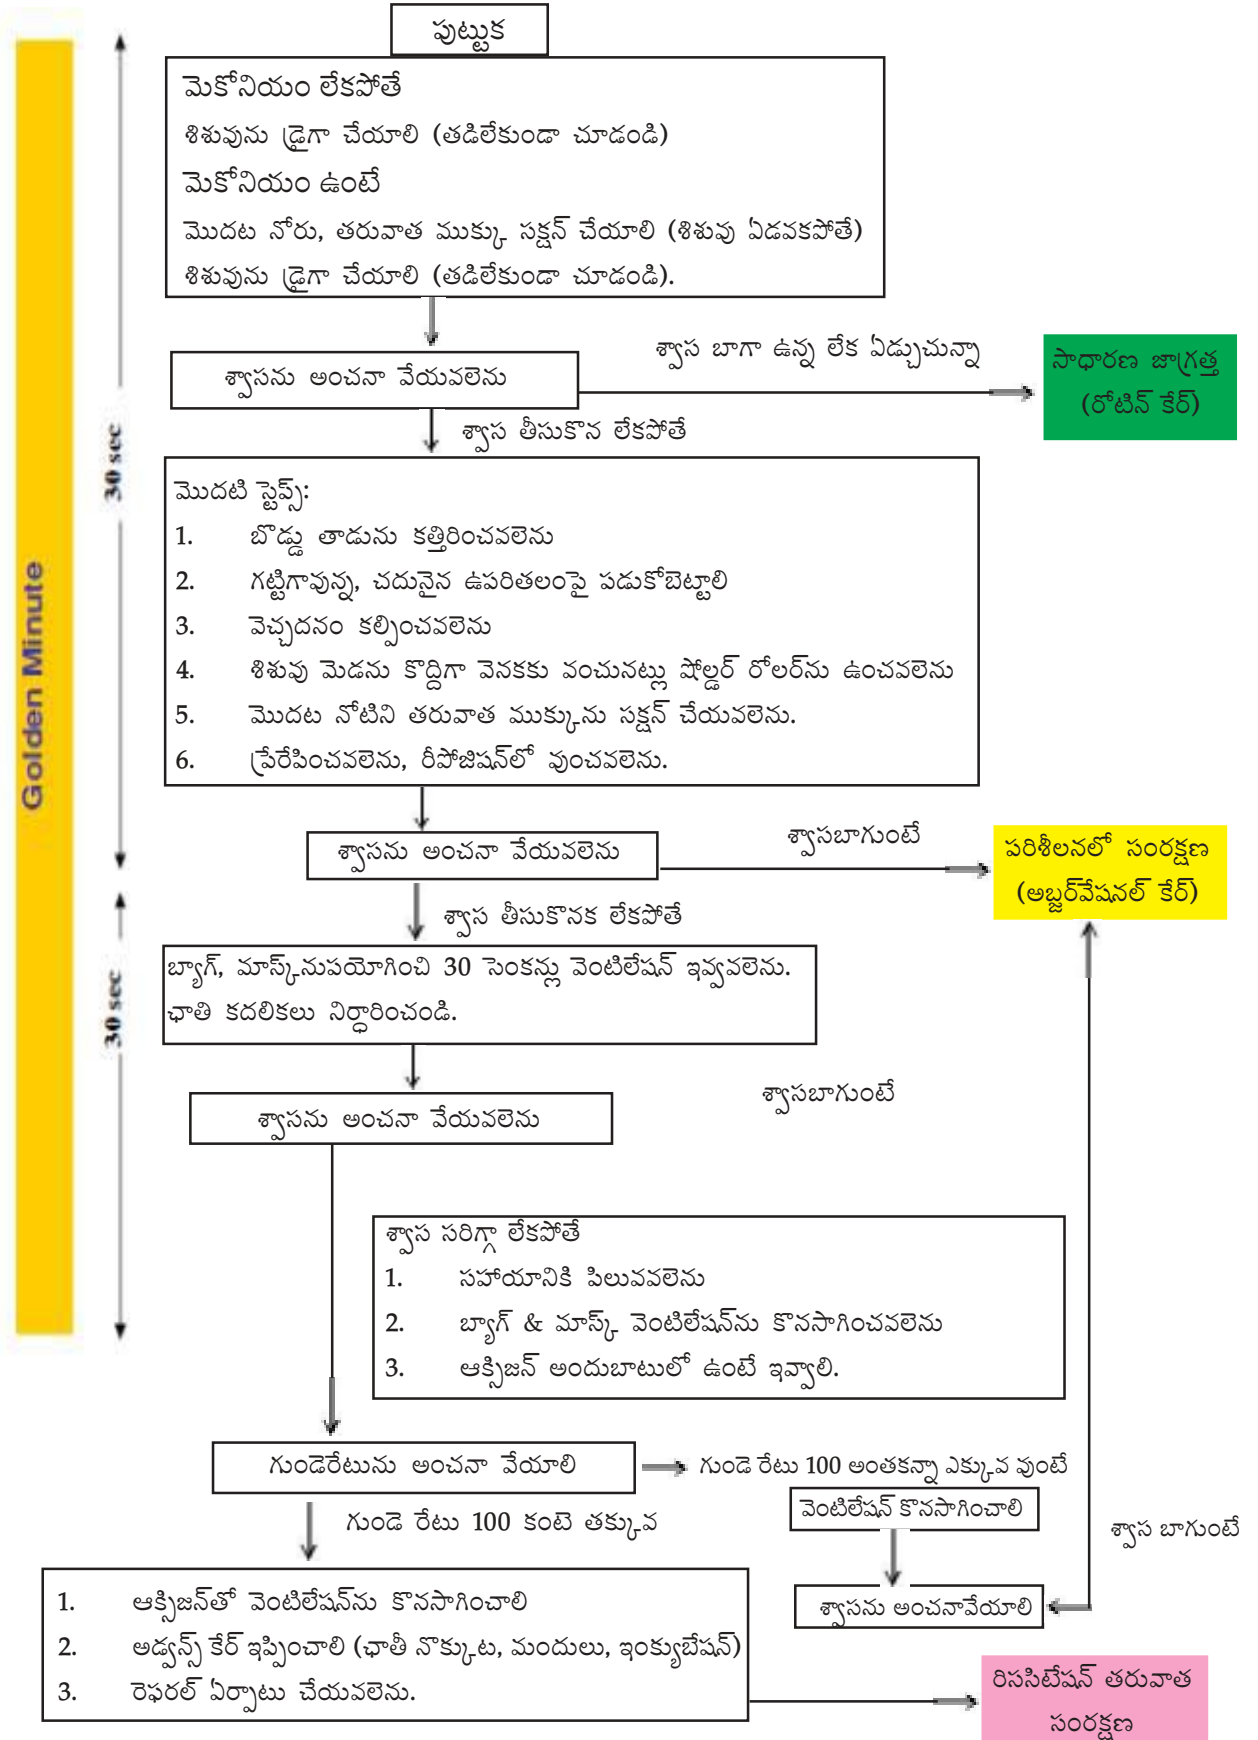 పుట్టుక
మెకోనియం లేకపోతే
శిశువును డ్రైగా చేయాలి (తడిలేకుండా చూడండి)
మెకోనియం ఉంటే
మొదట నోరు, తరువాత ముక్కు సక్షన్ చేయాలి (శిశువు ఏడవకపోతే)
శిశువును డ్రైగా చేయాలి (తడిలేకుండా చూడండి).
శ్వాసను అంచనా వేయవలెను
శ్వాస బాగా ఉన్న లేక ఏడ్చుచున్నా
సాధారణ జాగ్రత్త
(రోటిన్ కేర్)
శ్వాస తీసుకొన లేకపోతే
30 sec
Golden Minute
మొదటి స్టెప్స్:
1. బొడ్డు తాడును కత్తిరించవలెను
2. గట్టిగావున్న, చదునైన ఉపరితలంపై పడుకోబెట్టాలి
3. వెచ్చదనం కల్పించవలెను
4. శిశువు మెడను కొద్దిగా వెనకకు వంచునట్లు షోల్డర్ రోలర్‌ను ఉంచవలెను
5. మొదట నోటిని తరువాత ముక్కును సక్షన్ చేయవలెను.
6. ప్రేరేపించవలెను, రీపోజిషన్‌లో వుంచవలెను.
శ్వాసను అంచనా వేయవలెను
శ్వాసబాగుంటే
పరిశీలనలో సంరక్షణ
(అబ్జర్‌వేషనల్ కేర్)
శ్వాస తీసుకొనక లేకపోతే
30 sec
బ్యాగ్, మాస్క్‌నుపయోగించి 30 సెంకన్లు వెంటిలేషన్ ఇవ్వవలెను.
ఛాతి కదలికలు నిర్ధారించండి.
శ్వాసబాగుంటే
శ్వాసను అంచనా వేయవలెను
శ్వాస సరిగ్గా లేకపోతే
1. సహాయానికి పిలువవలెను
2. బ్యాగ్ & మాస్క్ వెంటిలేషన్‌ను కొనసాగించవలెను
3. ఆక్సిజన్ అందుబాటులో ఉంటే ఇవ్వాలి.
గుండెరేటును అంచనా వేయాలి
గుండె రేటు 100 అంతకన్నా ఎక్కువ వుంటే
వెంటిలేషన్ కొనసాగించాలి
గుండె రేటు 100 కంటె తక్కువ
శ్వాస బాగుంటే
శ్వాసను అంచనావేయాలి
1. ఆక్సిజన్‌తో వెంటిలేషన్‌ను కొనసాగించాలి
2. అడ్వన్స్ కేర్ ఇప్పించాలి (ఛాతీ నొక్కుట, మందులు, ఇంక్యుబేషన్)
3. రెఫరల్ ఏర్పాటు చేయవలెను.
రిససిటేషన్ తరువాత
సంరక్షణ